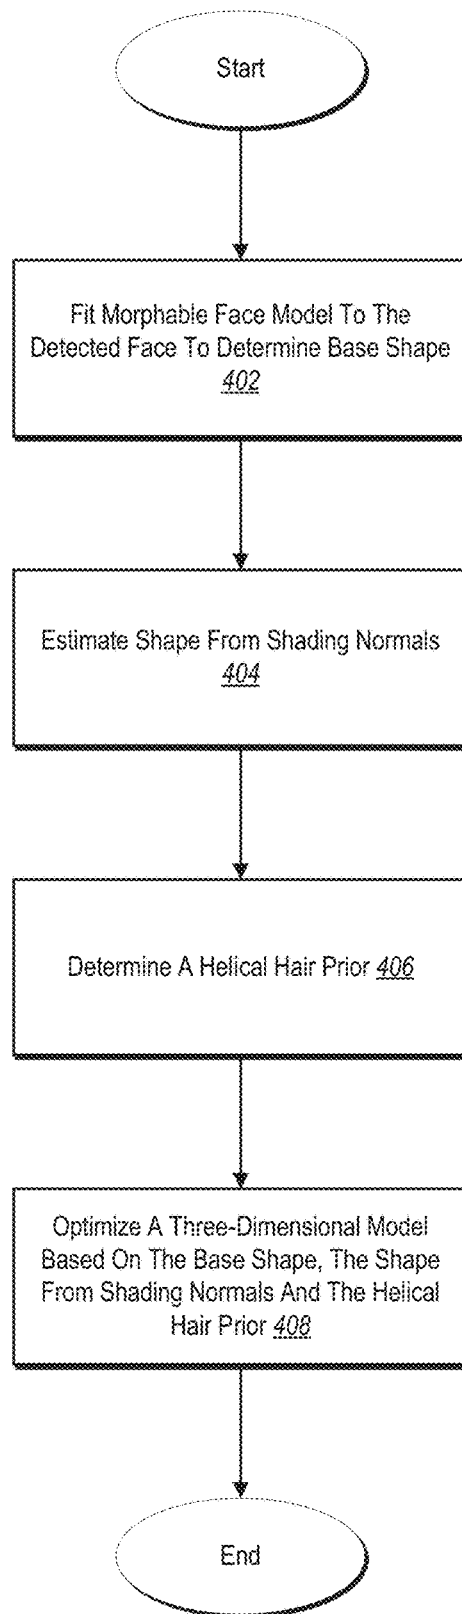 Start
Fit Morphable Face Model To The
Detected Face To Determine Base Shape
402
Estimate Shape From Shading Normals
404
Determine A Helical Hair Prior 406
Optimize A Three-Dimensional Model
Based On The Base Shape, The Shape
From Shading Normals And The Helical
Hair Prior 408
End